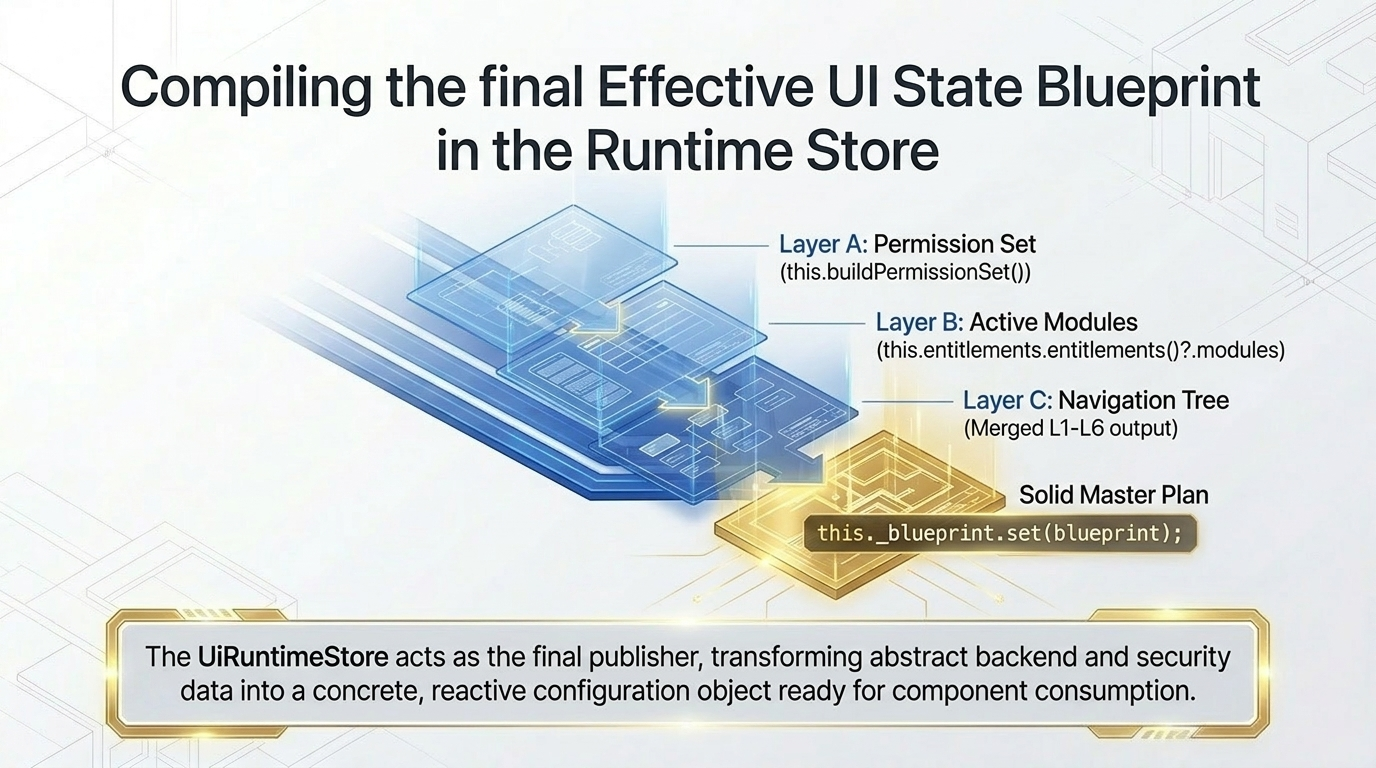 Compiling the final Effective UI State Blueprint
in the Runtime Store
Layer A: Permission Set
(this.buildPermissionSet())
Layer B: Active Modules
(this.entitlements.entitlements()?.modules)
Layer C: Navigation Tree
(Merged L1-L6 output)
Solid Master Plan
this._blueprint.set(blueprint);
The UiRuntimeStore acts as the final publisher, transforming abstract backend and security
data into a concrete, reactive configuration object ready for component consumption.